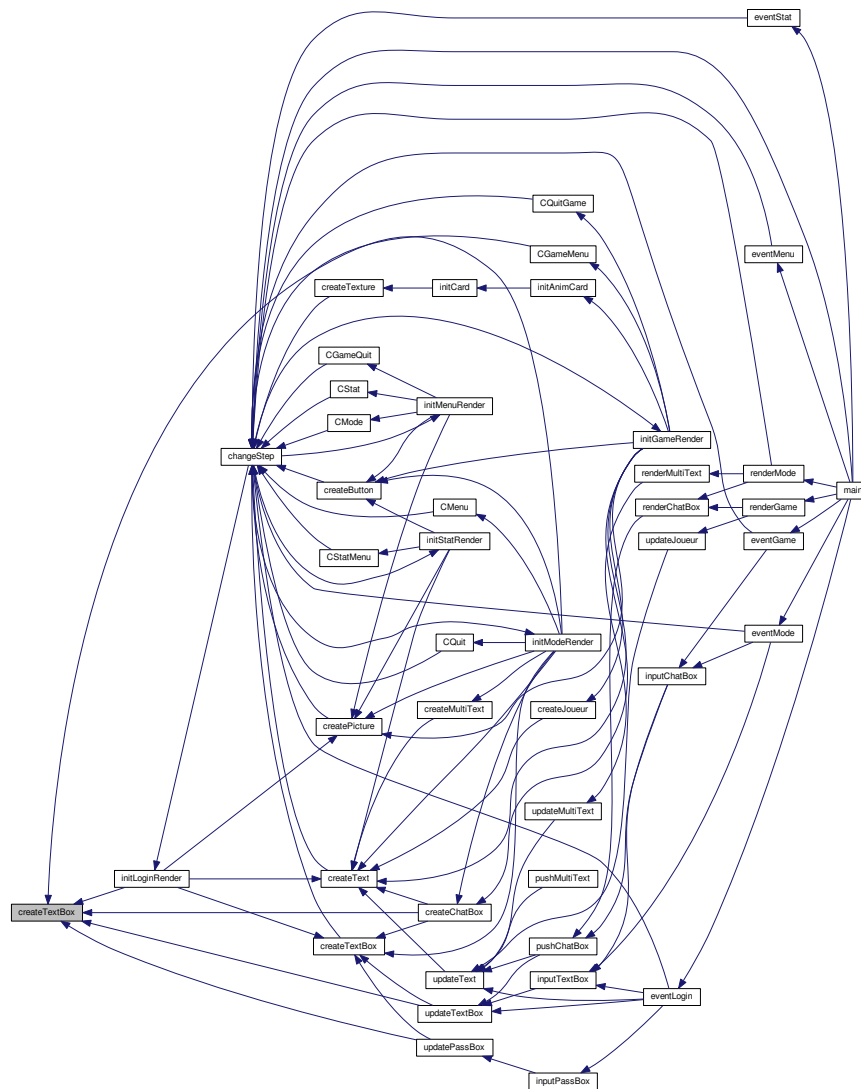 eventStat
CQuitGame
CGameMenu
eventMenu
createTexture
initCard
initAnimCard
CGameQuit
CStat
CMode
initMenuRender
initGameRender
changeStep
renderMultiText
renderMode
createButton
main
CMenu
renderChatBox
renderGame
initStatRender
updateJoueur
eventGame
CStatMenu
eventMode
CQuit
initModeRender
inputChatBox
createMultiText
createJoueur
createPicture
updateMultiText
initLoginRender
createText
pushMultiText
createTextBox
createChatBox
createTextBox
pushChatBox
updateText
inputTextBox
eventLogin
updateTextBox
updatePassBox
inputPassBox